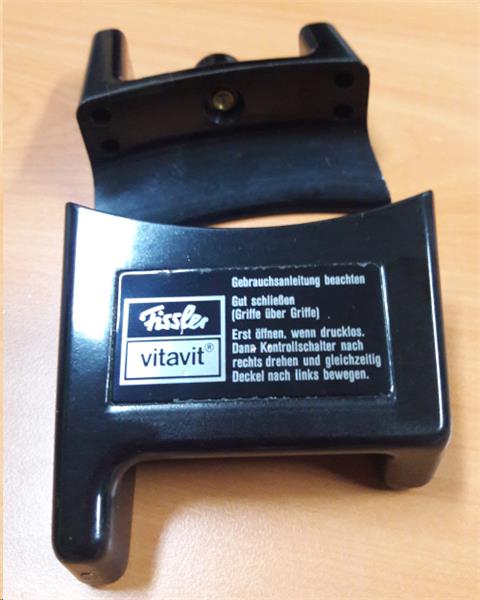 Fissler
vitavit®
Gebrauchsanleitung beachten
Gut schließen
(Griffe über Griffe)
Erst öffnen, wenn drucklos.
Dann Kontrollschalter nach
rechts drehen und gleichzeitig
Deckel nach links bewegen.